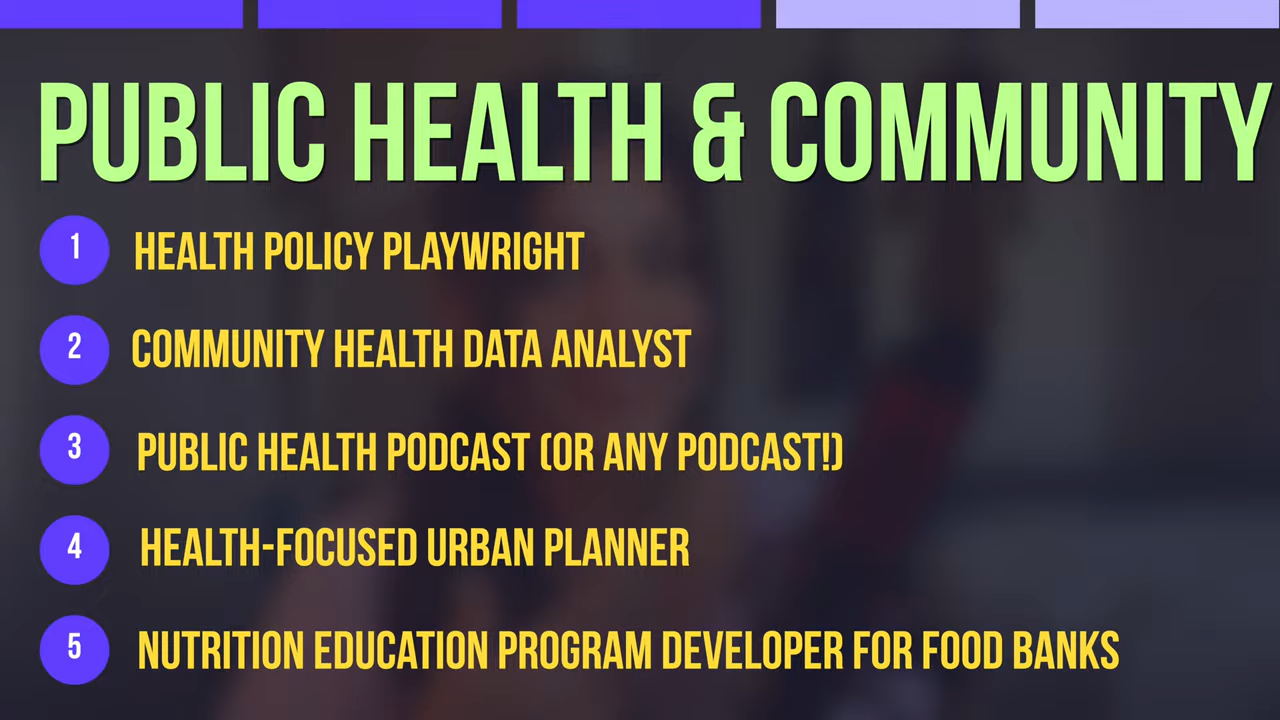 PUBLIC HEALTH & COMMUNITY
1 HEALTH POLICY PLAYWRIGHT
2 COMMUNITY HEALTH DATA ANALYST
3 PUBLIC HEALTH PODCAST (OR ANY PODCAST!)
4 HEALTH-FOCUSED URBAN PLANNER
5 NUTRITION EDUCATION PROGRAM DEVELOPER FOR FOOD BANKS